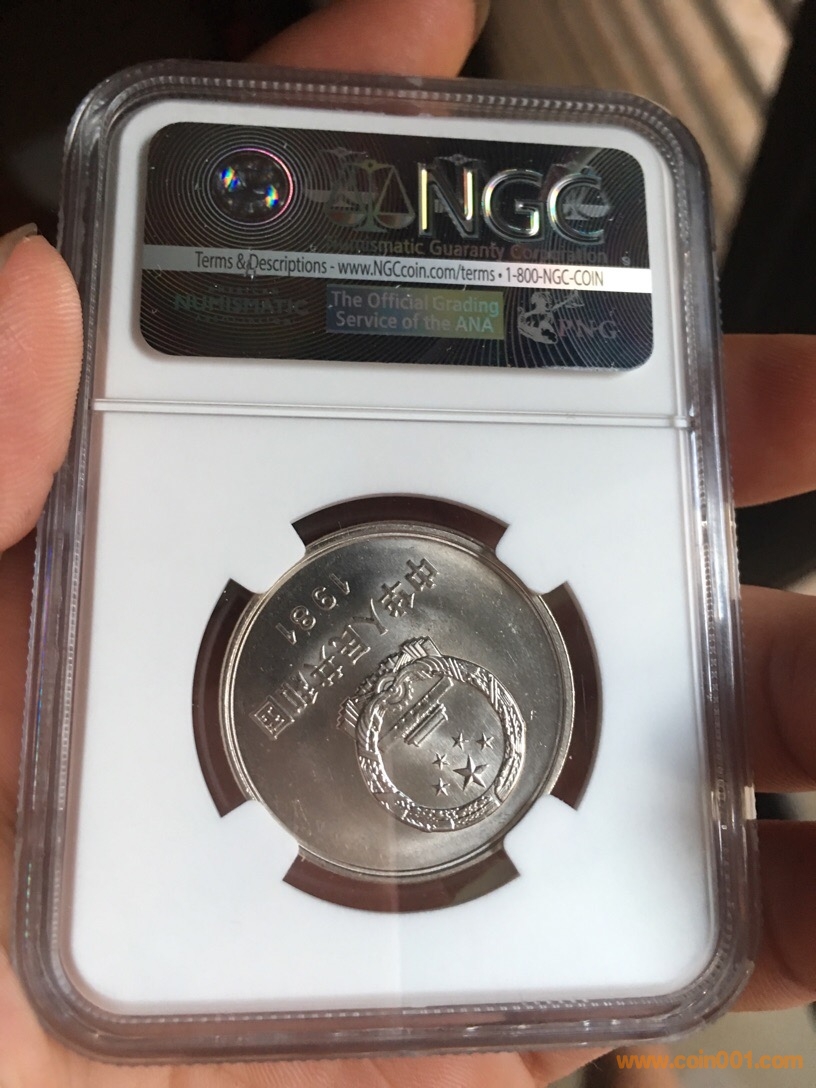 NGC
Numismatic Guaranty Corporation
Terms & Descriptions - www.NGCcoin.com/terms • 1-800-NGC-COIN
NUMISMATIC
The Official Grading
Service of the ANA
PNG
中华人民共和国
1981
www.coin001.com